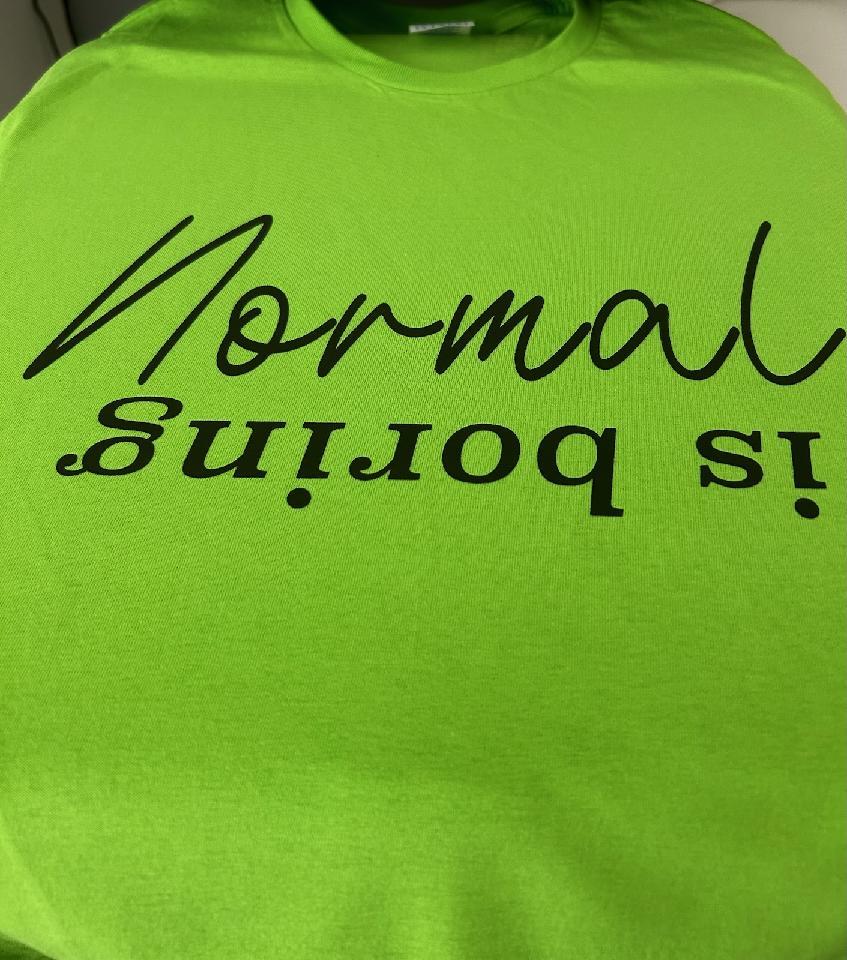 Normal
is boring